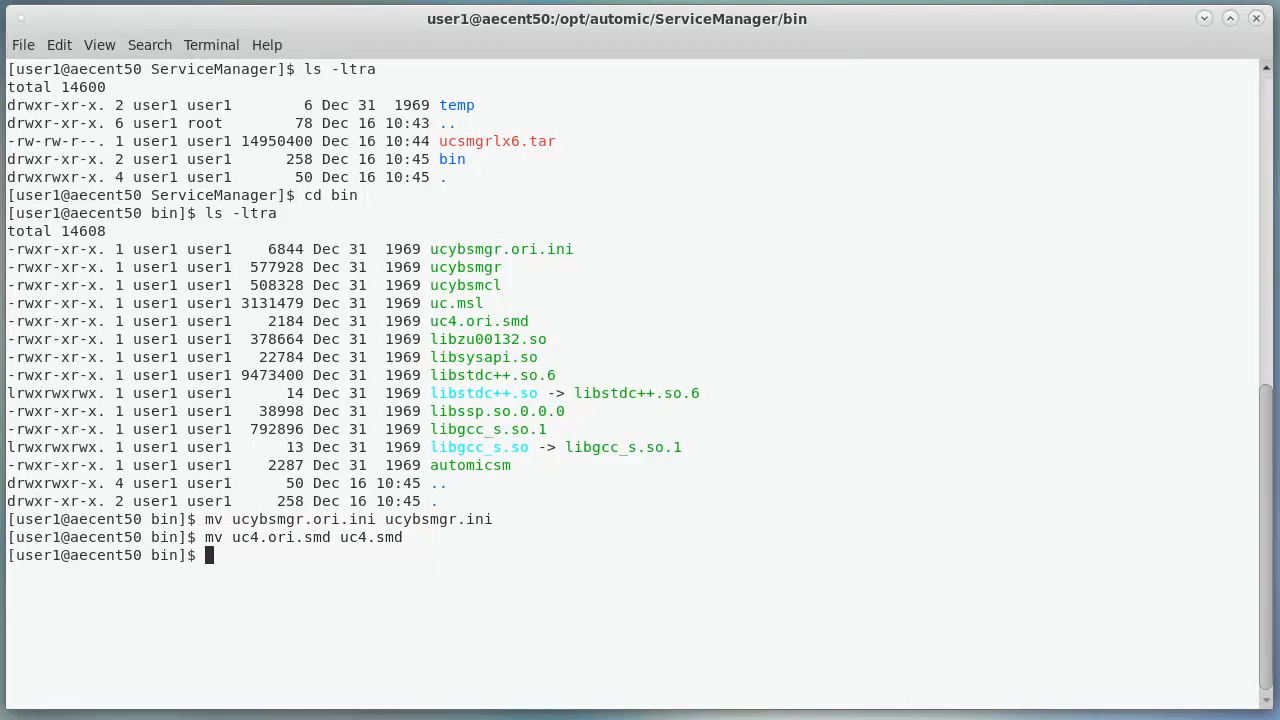 user1@aecent50:/opt/automic/ServiceManager/bin
File Edit View Search Terminal Help
[user1@aecent50 ServiceManager]$ ls -ltra
total 14600
drwxr-xr-x. 2 user1 user1        6 Dec 31  1969 temp
drwxr-xr-x. 6 user1 root        78 Dec 16 10:43 ..
-rw-rw-r--. 1 user1 user1 14950400 Dec 16 10:44 ucsmgrlx6.tar
drwxr-xr-x. 2 user1 user1      258 Dec 16 10:45 bin
drwxrwxr-x. 4 user1 user1       50 Dec 16 10:45 .
[user1@aecent50 ServiceManager]$ cd bin
[user1@aecent50 bin]$ ls -ltra
total 14608
-rwxr-xr-x. 1 user1 user1    6844 Dec 31  1969 ucybsmgr.ori.ini
-rwxr-xr-x. 1 user1 user1  577928 Dec 31  1969 ucybsmgr
-rwxr-xr-x. 1 user1 user1  508328 Dec 31  1969 ucybsmcl
-rwxr-xr-x. 1 user1 user1 3131479 Dec 31  1969 uc.msl
-rwxr-xr-x. 1 user1 user1    2184 Dec 31  1969 uc4.ori.smd
-rwxr-xr-x. 1 user1 user1  378664 Dec 31  1969 libzu00132.so
-rwxr-xr-x. 1 user1 user1   22784 Dec 31  1969 libsysapi.so
-rwxr-xr-x. 1 user1 user1 9473400 Dec 31  1969 libstdc++.so.6
lrwxrwxrwx. 1 user1 user1      14 Dec 31  1969 libstdc++.so -> libstdc++.so.6
-rwxr-xr-x. 1 user1 user1   38998 Dec 31  1969 libssp.so.0.0.0
-rwxr-xr-x. 1 user1 user1  792896 Dec 31  1969 libgcc_s.so.1
lrwxrwxrwx. 1 user1 user1      13 Dec 31  1969 libgcc_s.so -> libgcc_s.so.1
-rwxr-xr-x. 1 user1 user1    2287 Dec 31  1969 automicsm
drwxrwxr-x. 4 user1 user1      50 Dec 16 10:45 ..
drwxr-xr-x. 2 user1 user1     258 Dec 16 10:45 .
[user1@aecent50 bin]$ mv ucybsmgr.ori.ini ucybsmgr.ini
[user1@aecent50 bin]$ mv uc4.ori.smd uc4.smd
[user1@aecent50 bin]$